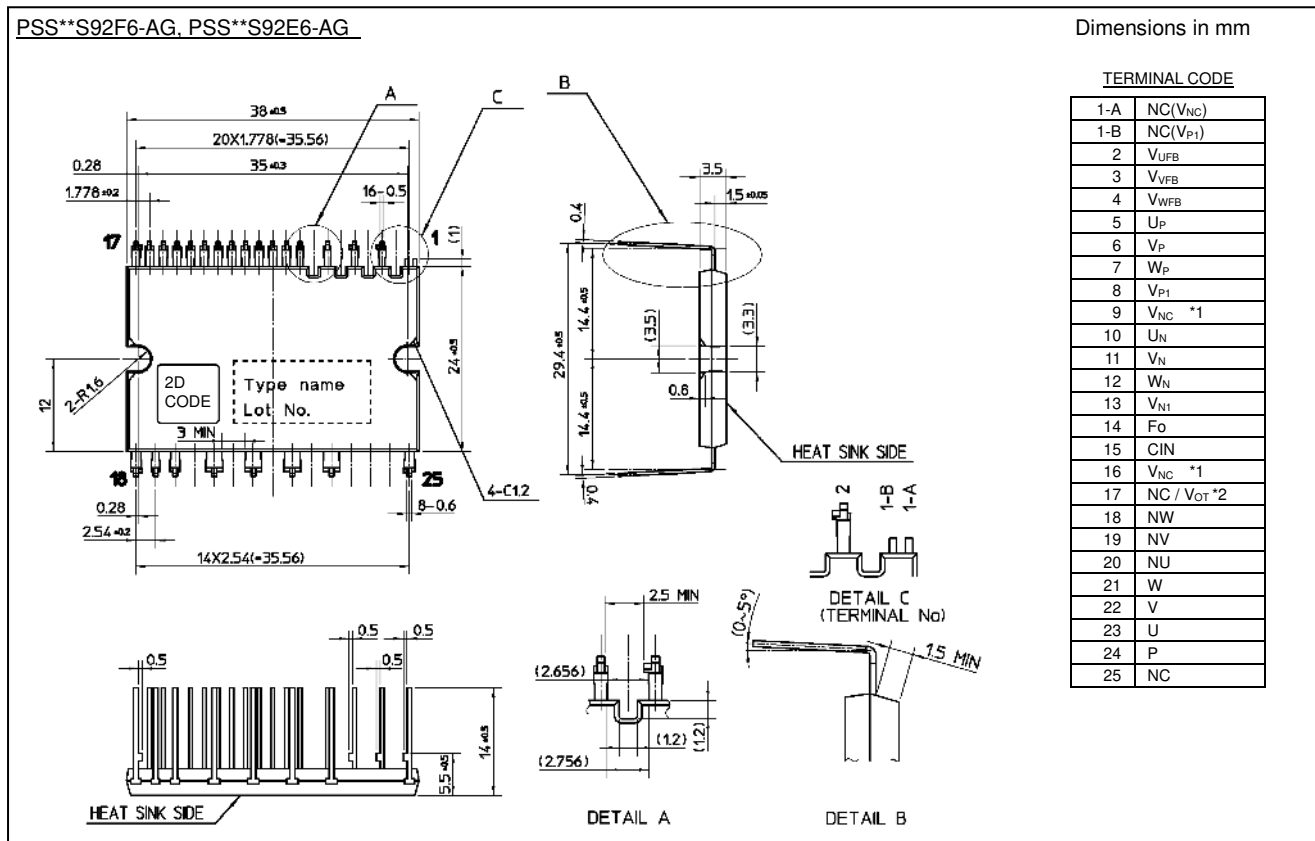 PSS**S92F6-AG, PSS**S92E6-AG
Dimensions in mm
TERMINAL CODE
1-A NC(VNC)
1-B NC(VP1)
2 VUFB
3 VVFB
4 VWFB
5 UP
6 VP
7 WP
8 VP1
9 VNC *1
10 UN
11 VN
12 WN
13 VN1
14 Fo
15 CIN
16 VNC *1
17 NC / VOT *2
18 NW
19 NV
20 NU
21 W
22 V
23 U
24 P
25 NC
A
C
B
38 ±0.5
20X1.778(=35.56)
0.28
35 ±0.3
1.778 ±0.2
16-0.5
17
1
(1)
2-R1.6
12
24 ±0.5
2D
CODE
Type name
Lot No.
3 MIN
18
25
4-C1.2
0.28
8-0.6
2.54 ±0.2
14X2.54(=35.56)
3.5
1.5 ±0.05
0.4
29.4 ±0.5
14.4 ±0.5
14.4 ±0.5
(3.5)
(3.3)
0.8
0.4
HEAT SINK SIDE
2
1-B
1-A
DETAIL C
(TERMINAL No)
0.5
0.5
0.5
0.5
14 ±0.5
5.5 ±0.5
HEAT SINK SIDE
2.5 MIN
(2.656)
(1.2)
(1.2)
(2.756)
DETAIL A
(0~5°)
1.5 MIN
DETAIL B